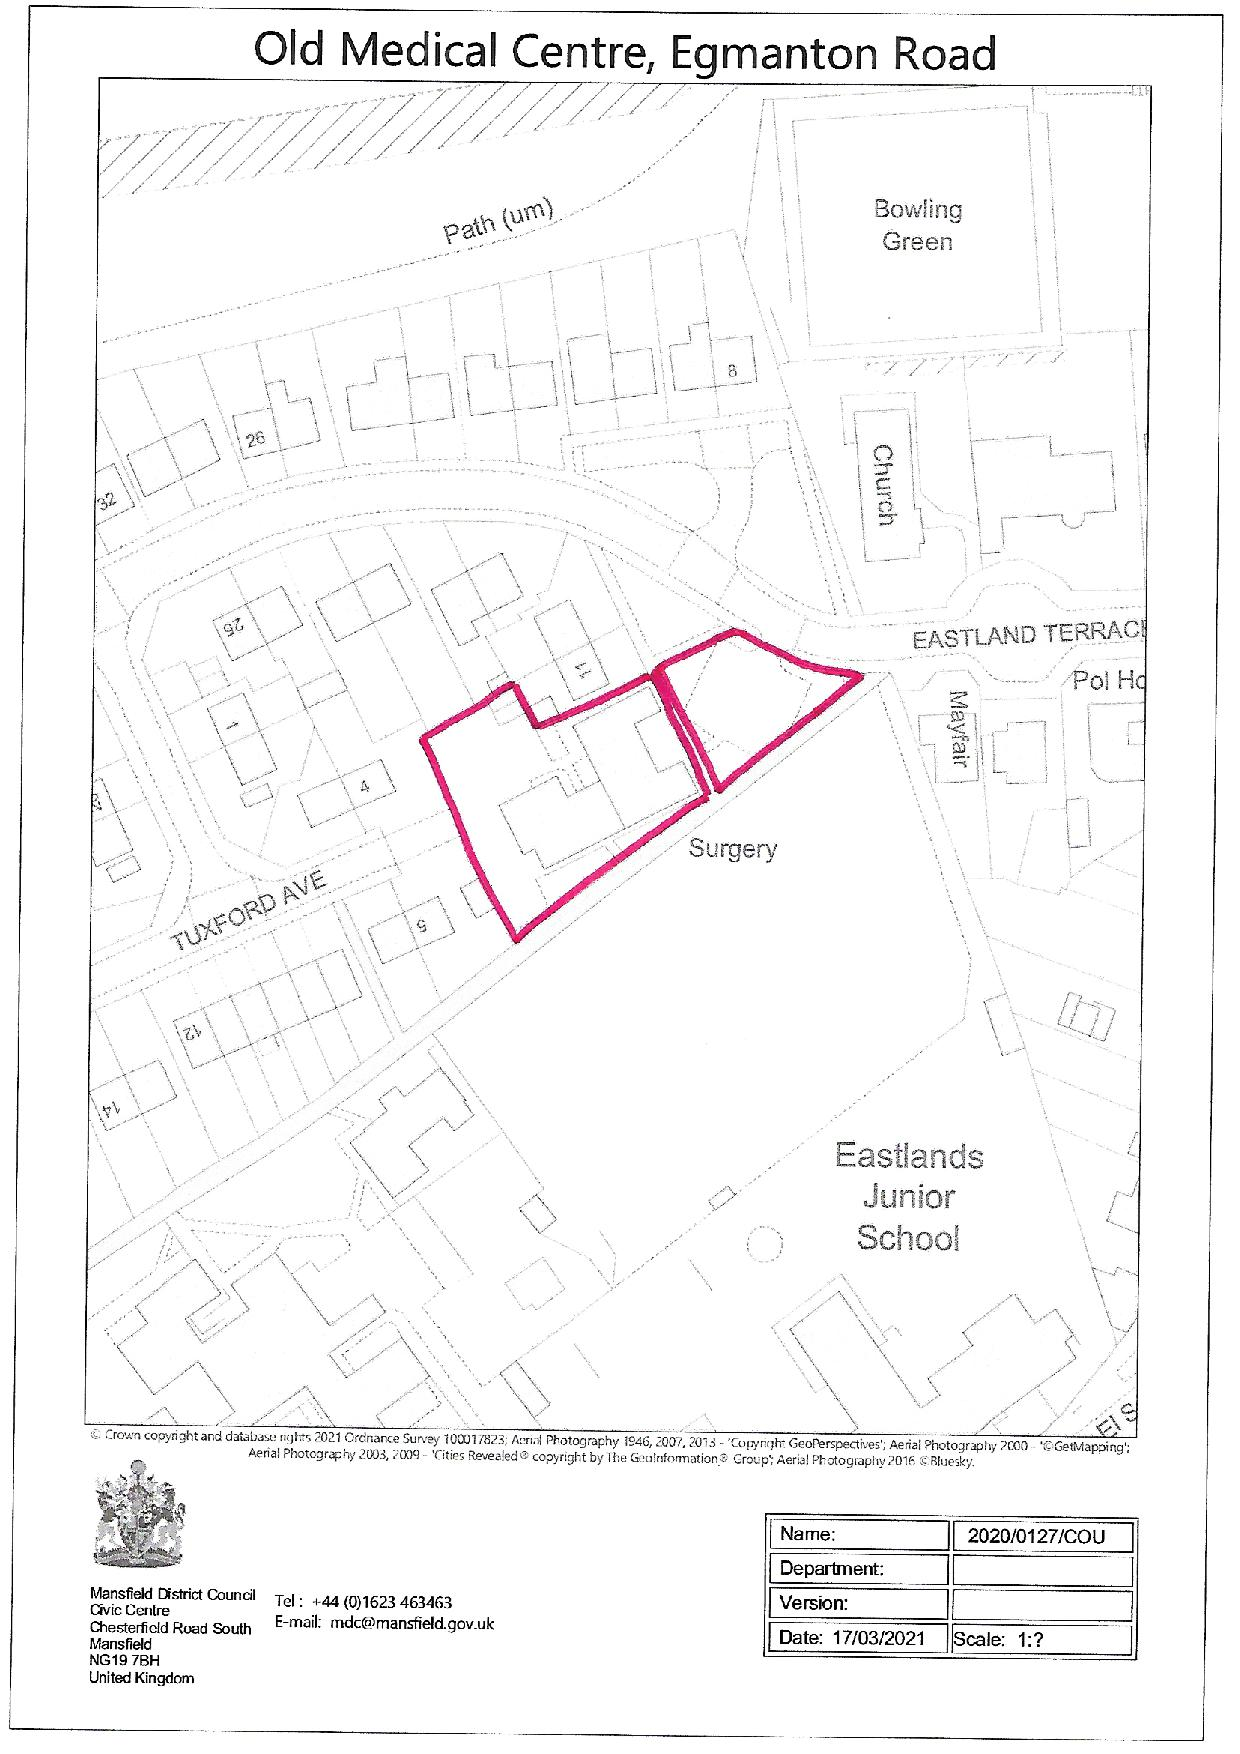 Old Medical Centre, Egmanton Road
Path (um)
Bowling
Green
8
26
32
Church
EASTLAND TERRACE
25
11
Pol Ho
Mayfair
1
4
Surgery
TUXFORD AVE
5
12
14
Eastlands
Junior
School
El S
© Crown copyright and database rights 2021 Ordnance Survey 100017823; Aerial Photography 1946, 2007, 2013 - 'Copyright GeoPerspectives'; Aerial Photography 2000 - '©GetMapping';
Aerial Photography 2003, 2009 - 'Cities Revealed® copyright by The GeoInformation® Group'; Aerial Photography 2016 © Bluesky.
Mansfield District Council
Civic Centre
Chesterfield Road South
Mansfield
NG19 7BH
United Kingdom
Tel : +44 (0)1623 463463
E-mail: mdc@mansfield.gov.uk
Name: 2020/0127/COU
Department:
Version:
Date: 17/03/2021 Scale: 1:?